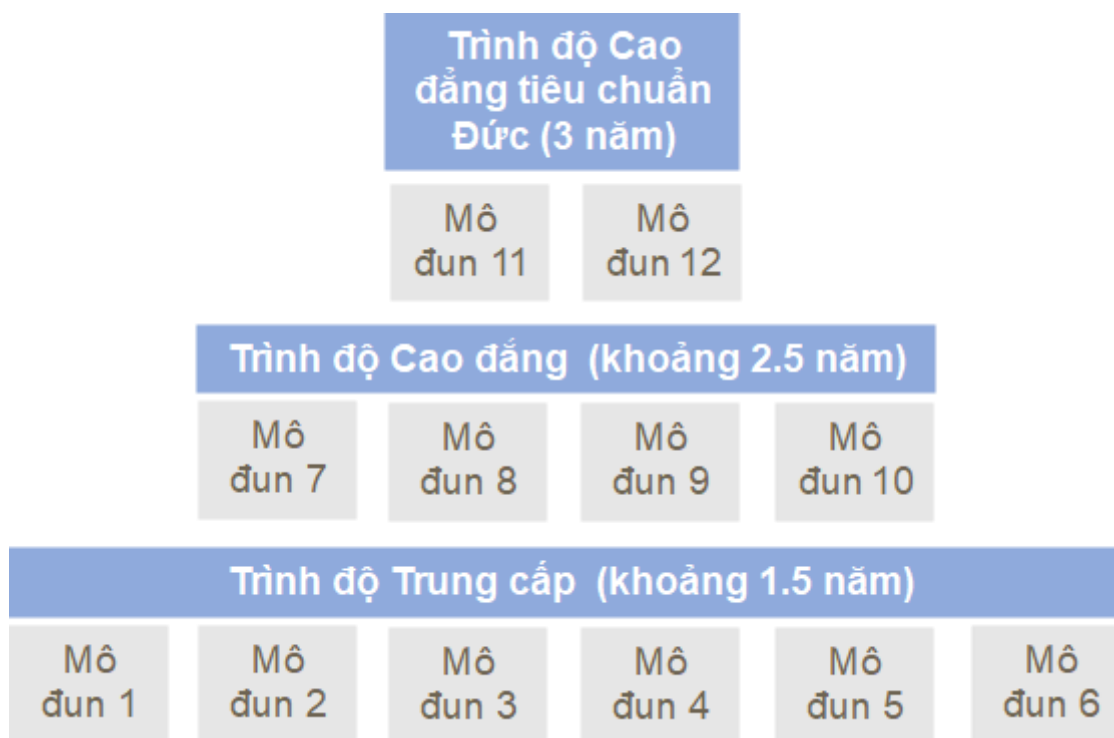 Trình độ Cao
đẳng tiêu chuẩn
Đức (3 năm)
Mô
đun 11
Mô
đun 12
Trình độ Cao đắng (khoảng 2.5 năm)
Mô
đun 7
Mô
đun 8
Mô
đun 9
Mô
đun 10
Trình độ Trung cấp (khoảng 1.5 năm)
Mô
đun 1
Mô
đun 2
Mô
đun 3
Mô
đun 4
Mô
đun 5
Mô
đun 6